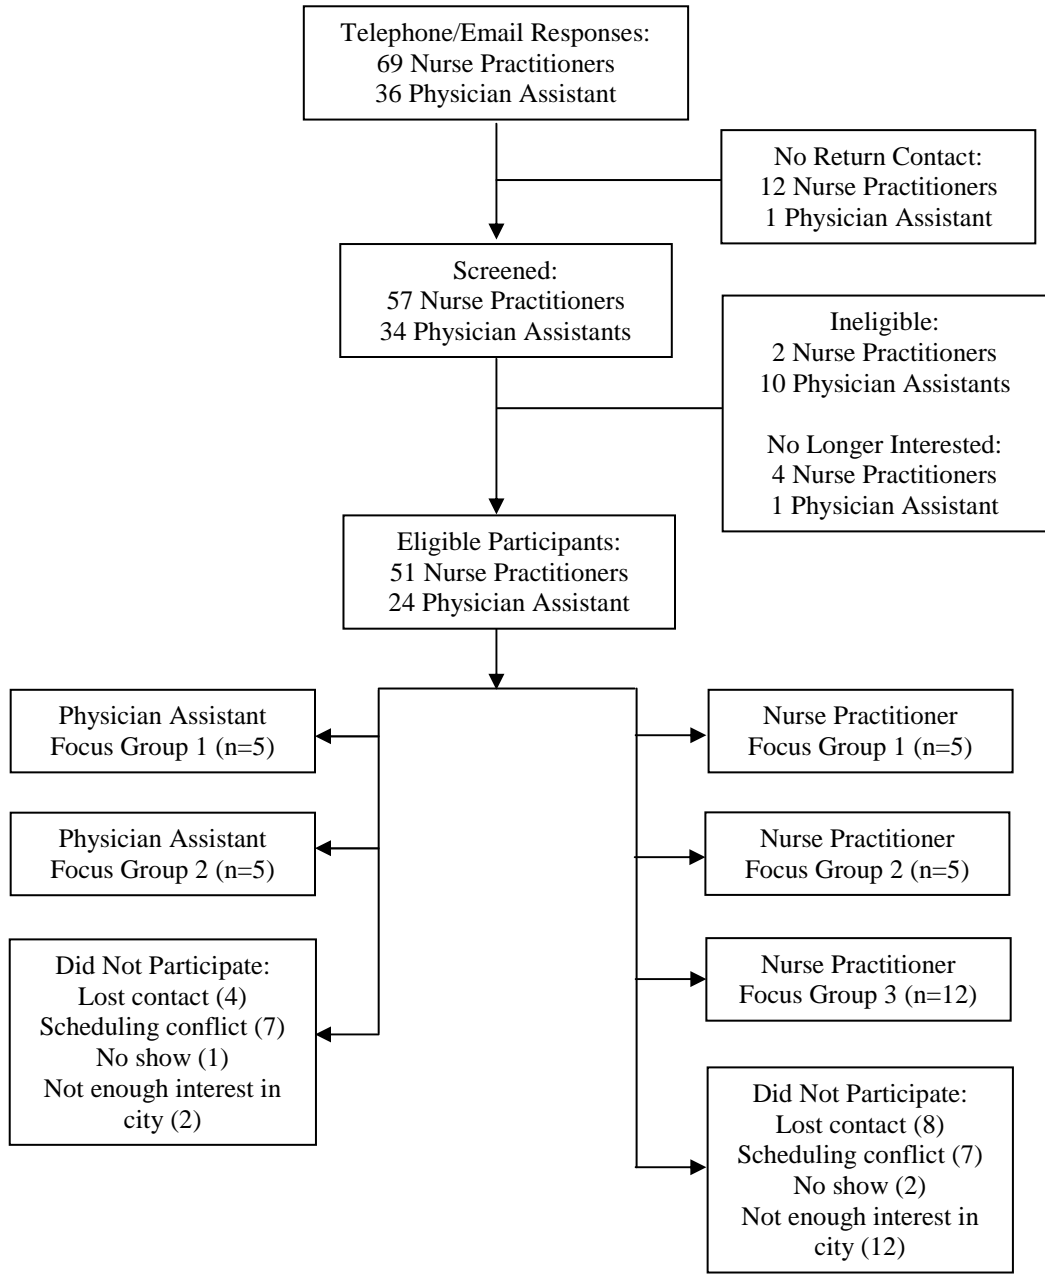 Telephone/Email Responses:
69 Nurse Practitioners
36 Physician Assistant
No Return Contact:
12 Nurse Practitioners
1 Physician Assistant
Screened:
57 Nurse Practitioners
34 Physician Assistants
Ineligible:
2 Nurse Practitioners
10 Physician Assistants
No Longer Interested:
4 Nurse Practitioners
1 Physician Assistant
Eligible Participants:
51 Nurse Practitioners
24 Physician Assistant
Physician Assistant
Focus Group 1 (n=5)
Physician Assistant
Focus Group 2 (n=5)
Did Not Participate:
Lost contact (4)
Scheduling conflict (7)
No show (1)
Not enough interest in
city (2)
Nurse Practitioner
Focus Group 1 (n=5)
Nurse Practitioner
Focus Group 2 (n=5)
Nurse Practitioner
Focus Group 3 (n=12)
Did Not Participate:
Lost contact (8)
Scheduling conflict (7)
No show (2)
Not enough interest in
city (12)